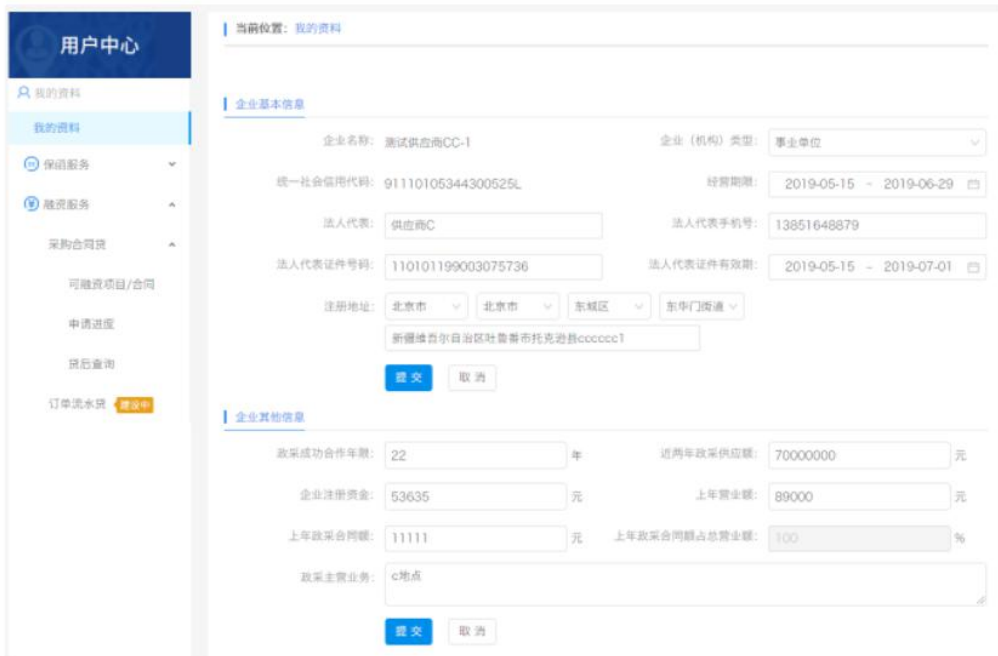 用户中心
我的资料
我的资料
保函服务
融资服务
采购合同贷
可融资项目/合同
申请进度
贷后查询
订单流水贷 建设中
当前位置：我的资料
企业基本信息
企业名称： 测试供应商CC-1 企业（机构）类型： 事业单位
统一社会信用代码： 91110105344300525L 经营期限： 2019-05-15 ~ 2019-06-29
法人代表： 供应商C 法人代表手机号： 13851648879
法人代表证件号码： 110101199003075736 法人代表证件有效期： 2019-05-15 ~ 2019-07-01
注册地址： 北京市 北京市 东城区 东华门街道
新疆维吾尔自治区吐鲁番市托克逊县cccccc1
提交 取消
企业其他信息
政采成功合作年限： 22 年 近两年政采供应额： 70000000 元
企业注册资金： 53635 元 上年营业额： 89000 元
上年政采合同额： 11111 元 上年政采合同额占总营业额： 100 %
政采主营业务： c地点
提交 取消